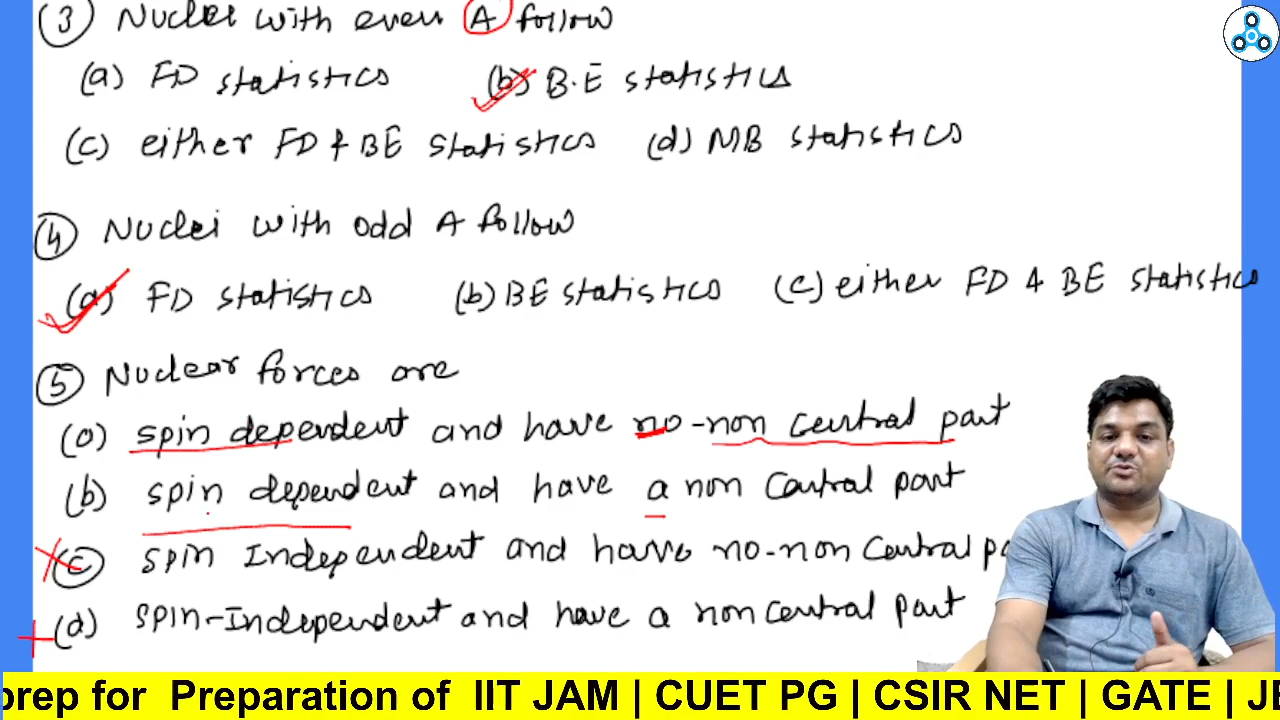 ③ Nuclei with even A follow
(a) FD statistics (b) B.E statistics
(c) either FD & BE statistics (d) MB statistics
④ Nuclei with odd A follow
(a) FD statistics (b) BE statistics (c) either FD & BE statistics
⑤ Nuclear forces are
(a) spin dependent and have no-non central part
(b) spin dependent and have a non central part
(c) spin Independent and have no-non central pa
(d) spin-Independent and have a non central part
prep for Preparation of IIT JAM | CUET PG | CSIR NET | GATE | JE